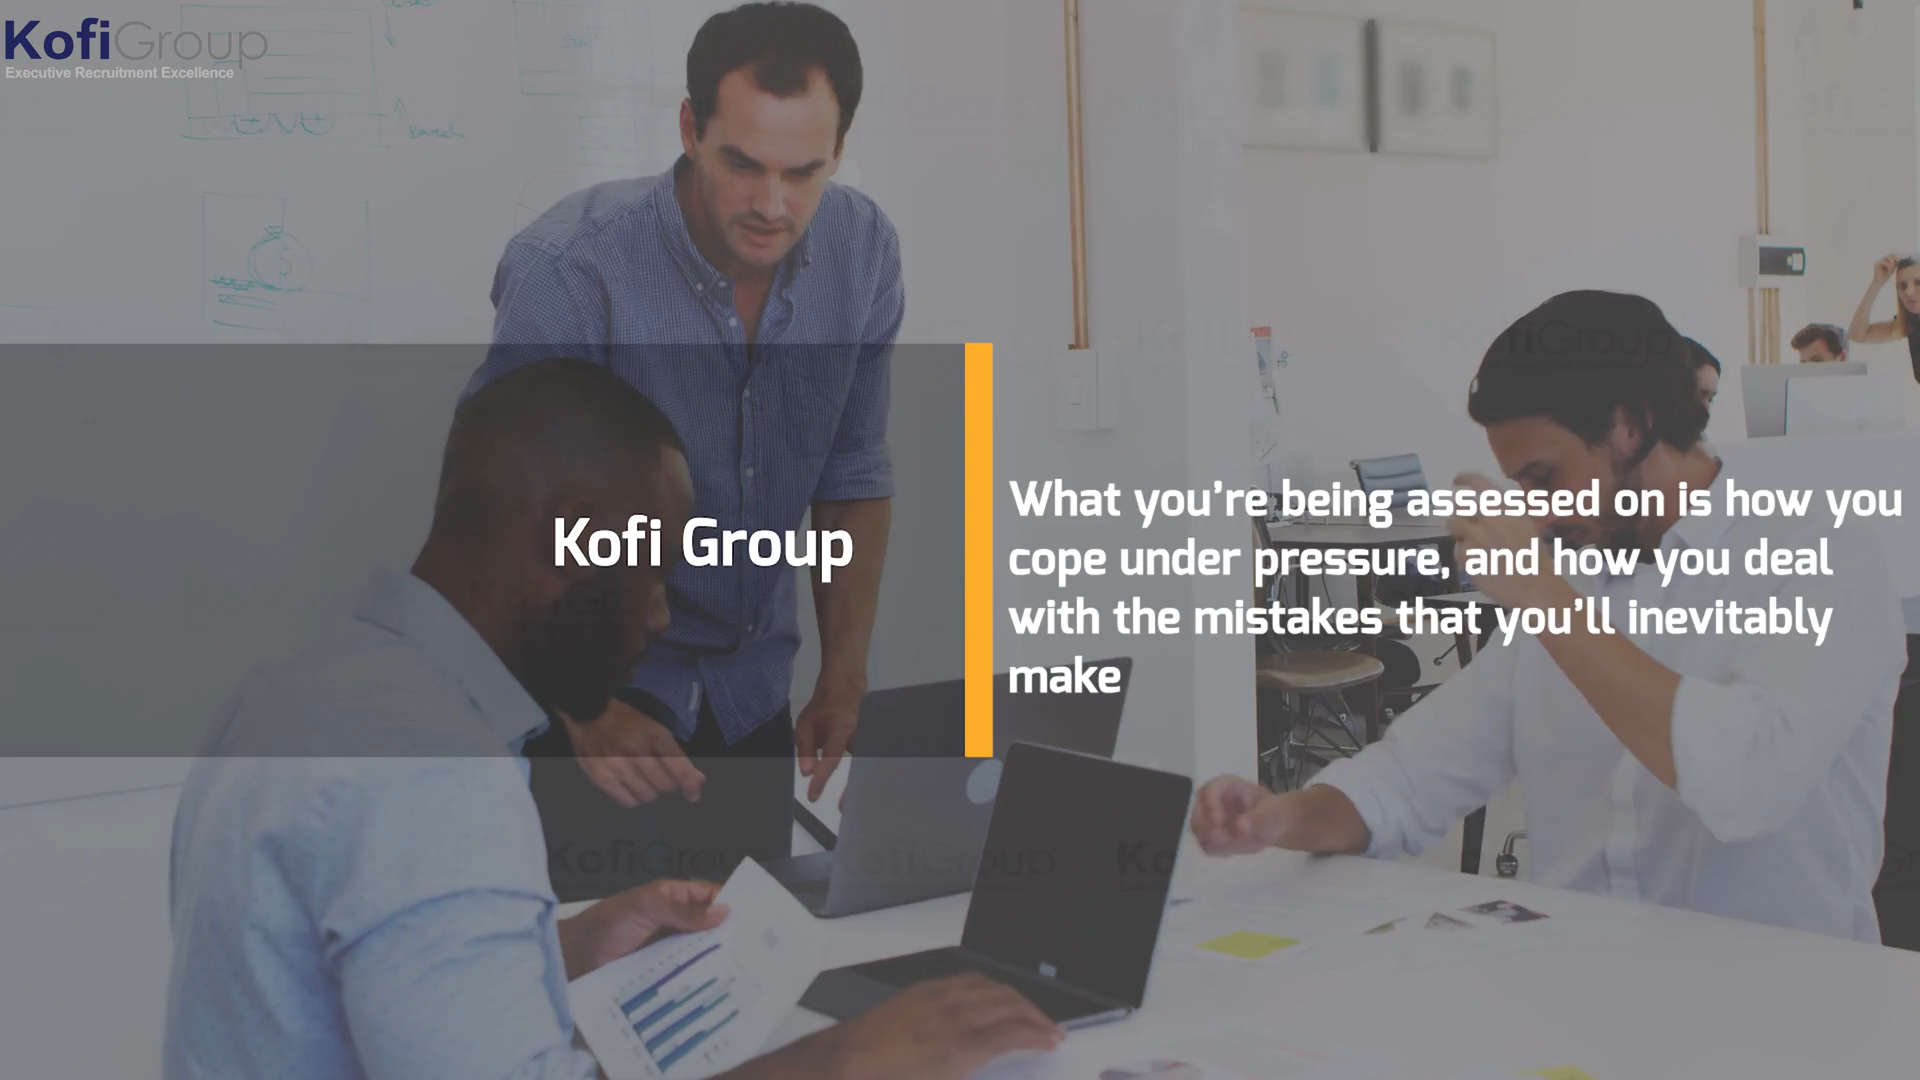 KofiGroup
Executive Recruitment Excellence
Kofi Group
What you’re being assessed on is how you
cope under pressure, and how you deal
with the mistakes that you’ll inevitably
make